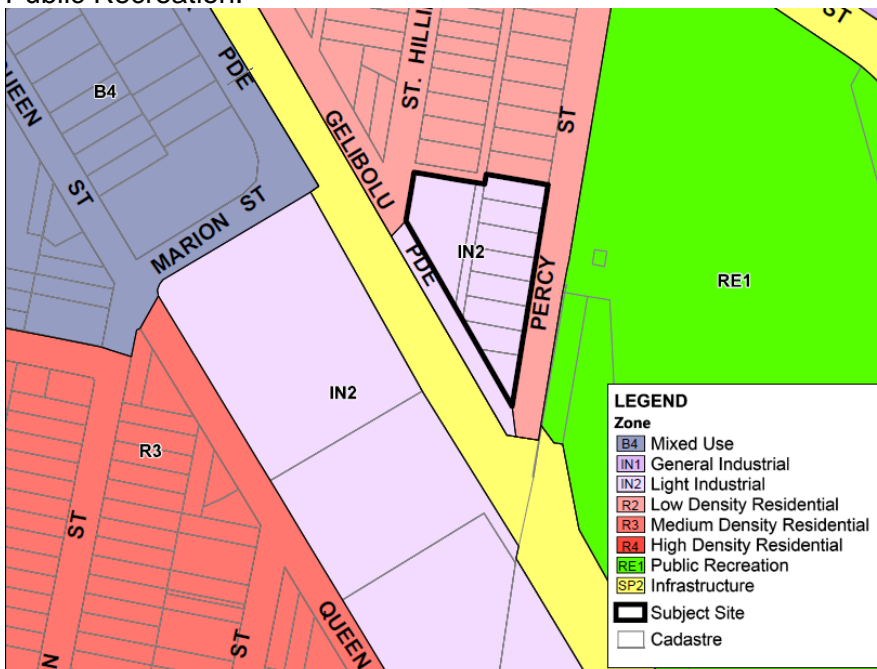 Public Recreation.
ST
ST. HILLI
PDE
QUEEN
B4
ST
GELIBOLU
ST
MARION ST
IN2
PDE
RE1
PERCY
IN2
R3
ST
ST
QUEEN
N
LEGEND
Zone
B4 Mixed Use
IN1 General Industrial
IN2 Light Industrial
R2 Low Density Residential
R3 Medium Density Residential
R4 High Density Residential
RE1 Public Recreation
SP2 Infrastructure
Subject Site
Cadastre